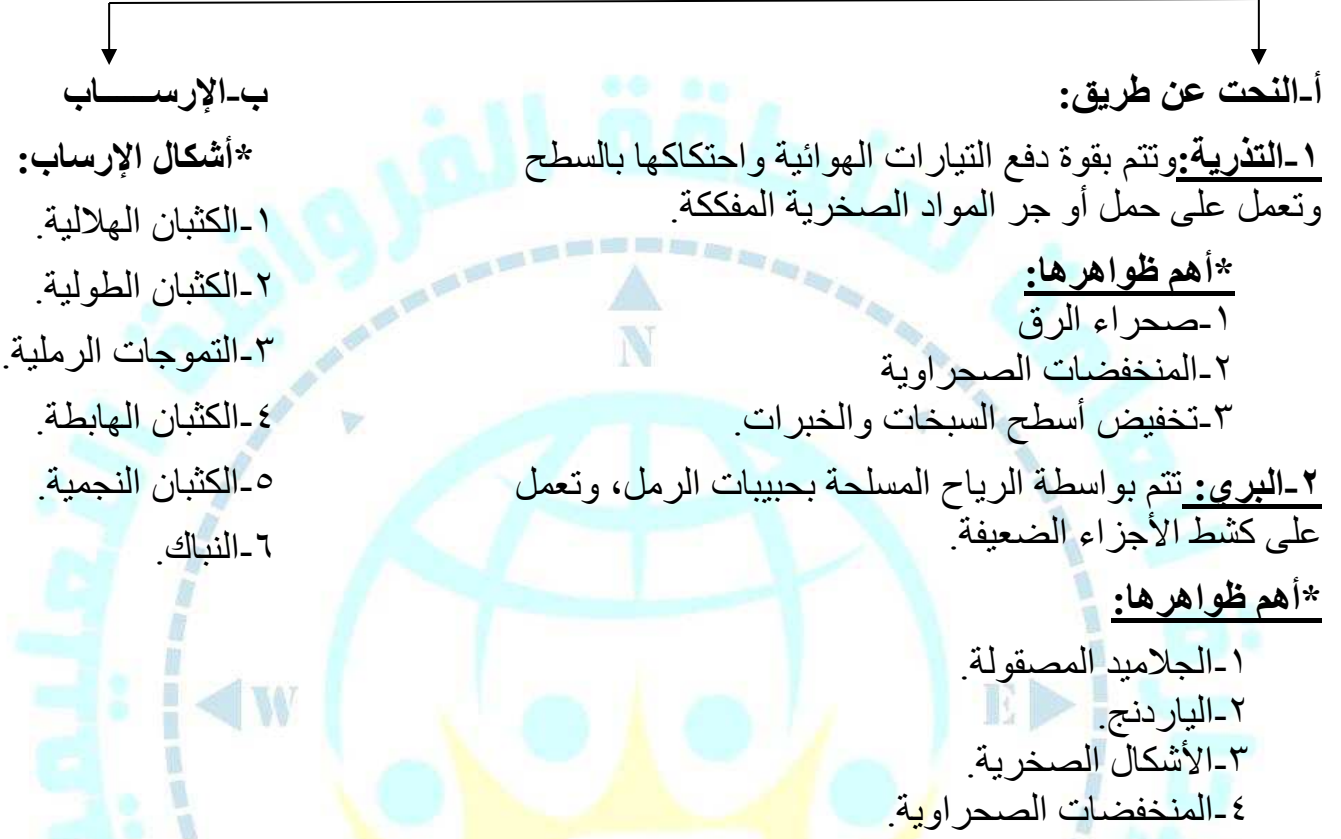 أ-النحت عن طريق:
١-التذرية:وتتم بقوة دفع التيارات الهوائية واحتكاكها بالسطح
وتعمل على حمل أو جر المواد الصخرية المفككة.
*أهم ظواهرها:
١-صحراء الرق
٢-المنخفضات الصحراوية
٣-تخفيض أسطح السبخات والخبرات.
٢-البري: تتم بواسطة الرياح المسلحة بحبيبات الرمل، وتعمل
على كشط الأجزاء الضعيفة.
*أهم ظواهرها:
١-الجلاميد المصقولة.
٢-الياردنج.
٣-الأشكال الصخرية.
٤-المنخفضات الصحراوية.
ب-الإرســــاب
*أشكال الإرساب:
١-الكثبان الهلالية.
٢-الكثبان الطولية.
٣-التموجات الرملية.
٤-الكثبان الهابطة.
٥-الكثبان النجمية.
٦-النباك.
N
W
E